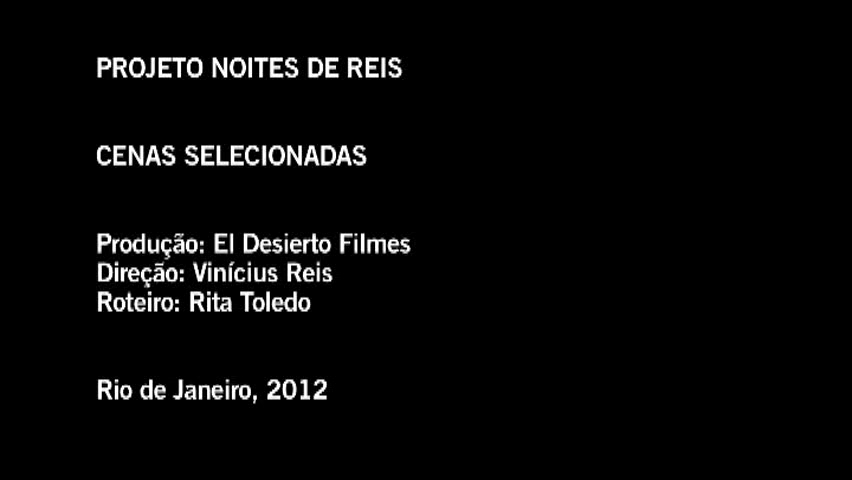 PROJETO NOITES DE REIS
CENAS SELECIONADAS
Produção: El Desierto Filmes
Direção: Vinícius Reis
Roteiro: Rita Toledo
Rio de Janeiro, 2012